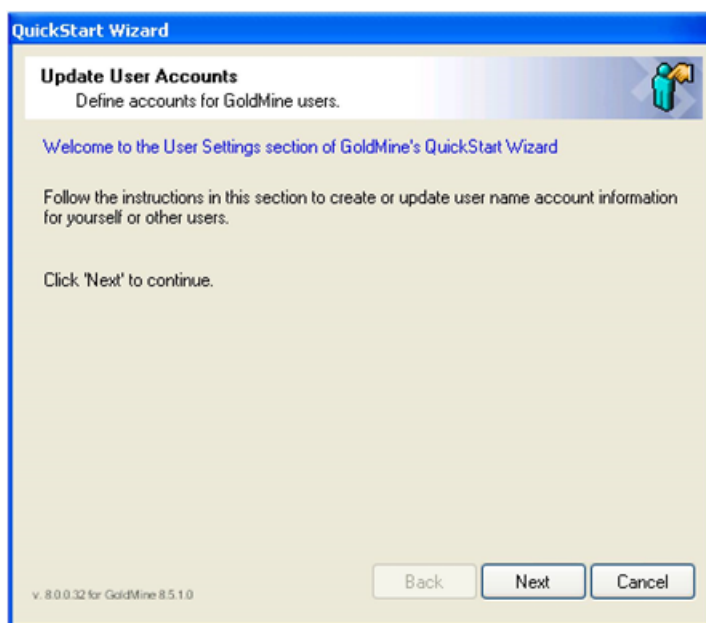 QuickStart Wizard
Update User Accounts
Define accounts for GoldMine users.
Welcome to the User Settings section of GoldMine's QuickStart Wizard
Follow the instructions in this section to create or update user name account information
for yourself or other users.
Click 'Next' to continue.
v. 8.0.0.32 for GoldMine 8.5.1.0
Back
Next
Cancel